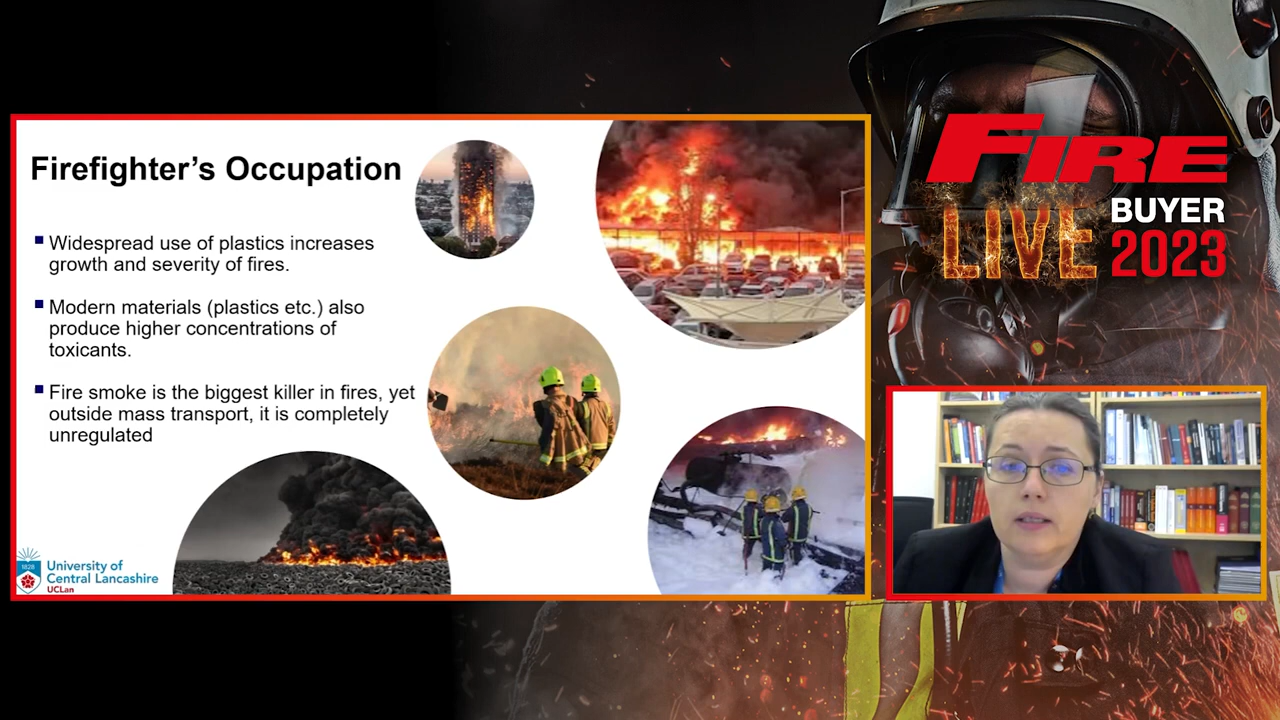 Firefighter’s Occupation
Widespread use of plastics increases
growth and severity of fires.
Modern materials (plastics etc.) also
produce higher concentrations of
toxicants.
Fire smoke is the biggest killer in fires, yet
outside mass transport, it is completely
unregulated
1828
University of
Central Lancashire
UCLan
FIRE
LIVE
BUYER
2023